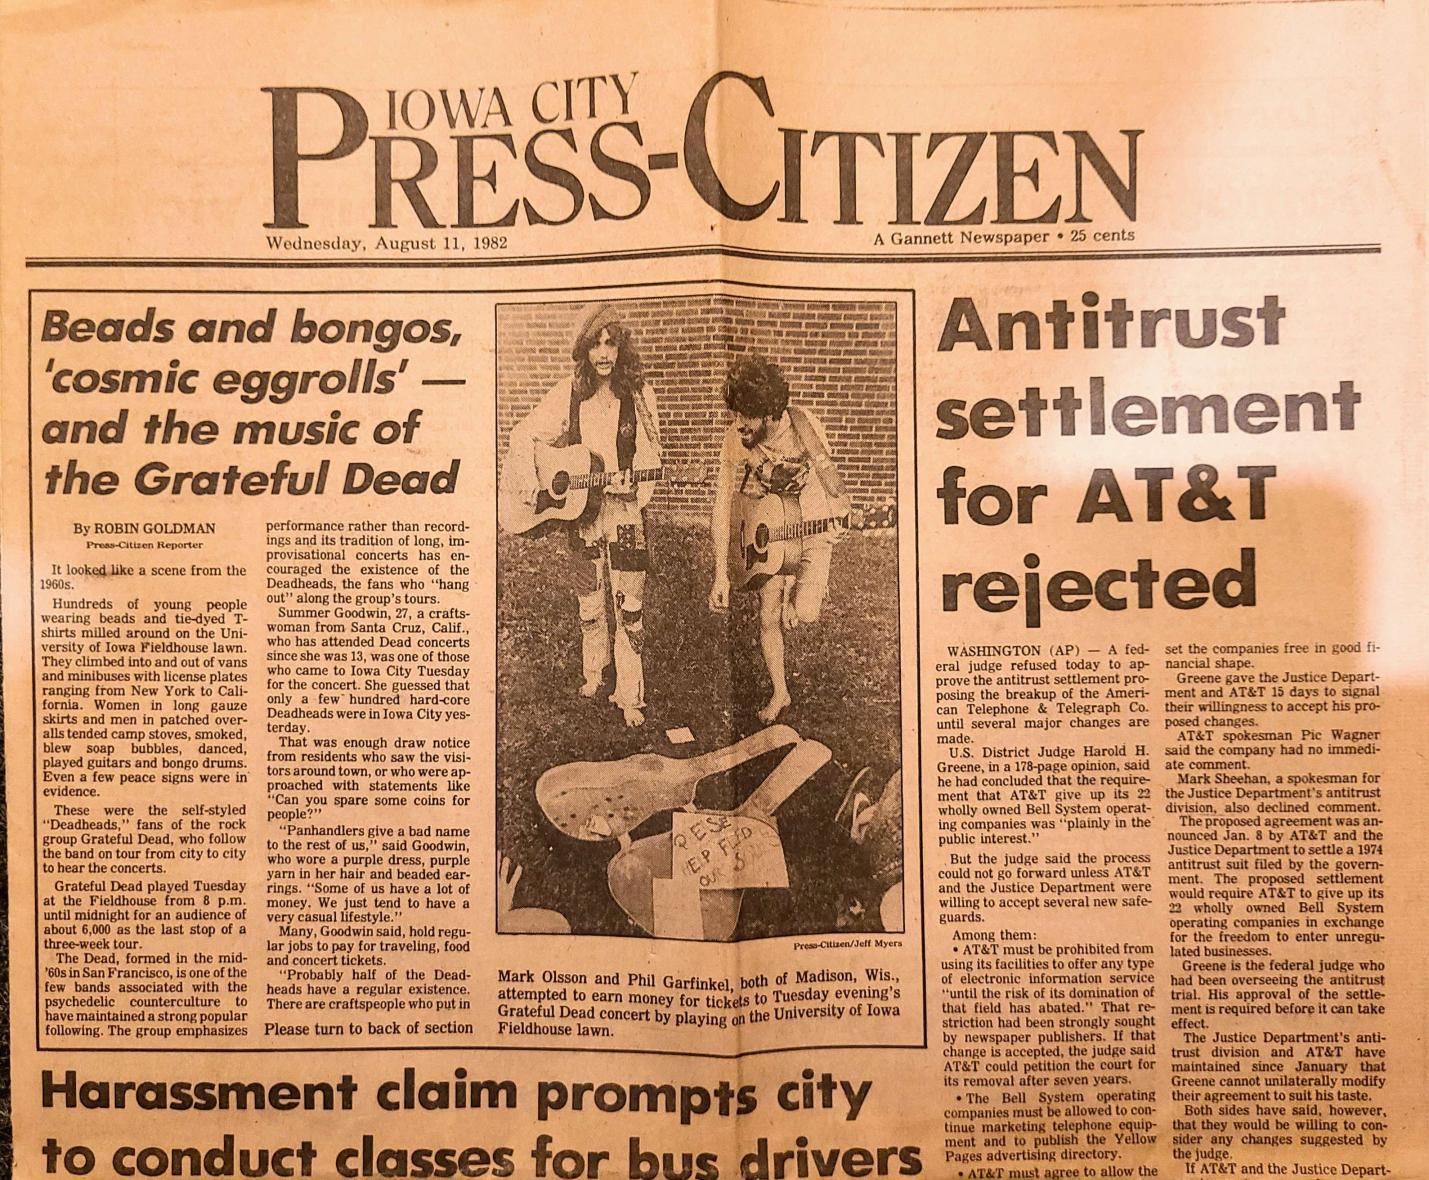 IOWA CITY
PRESS-CITIZEN
Wednesday, August 11, 1982
A Gannett Newspaper • 25 cents
Beads and bongos,
'cosmic eggrolls' —
and the music of
the Grateful Dead
By ROBIN GOLDMAN
Press-Citizen Reporter
It looked like a scene from the
1960s.
Hundreds of young people
wearing beads and tie-dyed T-
shirts milled around on the Uni-
versity of Iowa Fieldhouse lawn.
They climbed into and out of vans
and minibuses with license plates
ranging from New York to Cali-
fornia. Women in long gauze
skirts and men in patched over-
alls tended camp stoves, smoked,
blew soap bubbles, danced,
played guitars and bongo drums.
Even a few peace signs were in
evidence.
These were the self-styled
"Deadheads," fans of the rock
group Grateful Dead, who follow
the band on tour from city to city
to hear the concerts.
Grateful Dead played Tuesday
at the Fieldhouse from 8 p.m.
until midnight for an audience of
about 6,000 as the last stop of a
three-week tour.
The Dead, formed in the mid-
'60s in San Francisco, is one of the
few bands associated with the
psychedelic counterculture to
have maintained a strong popular
following. The group emphasizes
performance rather than record-
ings and its tradition of long, im-
provisational concerts has en-
couraged the existence of the
Deadheads, the fans who "hang
out" along the group's tours.
Summer Goodwin, 27, a crafts-
woman from Santa Cruz, Calif.,
who has attended Dead concerts
since she was 13, was one of those
who came to Iowa City Tuesday
for the concert. She guessed that
only a few hundred hard-core
Deadheads were in Iowa City yes-
terday.
That was enough draw notice
from residents who saw the visi-
tors around town, or who were ap-
proached with statements like
"Can you spare some coins for
people?"
"Panhandlers give a bad name
to the rest of us," said Goodwin,
who wore a purple dress, purple
yarn in her hair and beaded ear-
rings. "Some of us have a lot of
money. We just tend to have a
very casual lifestyle."
Many, Goodwin said, hold regu-
lar jobs to pay for traveling, food
and concert tickets.
"Probably half of the Dead-
heads have a regular existence.
There are craftspeople who put in
Please turn to back of section
FEED
OUR
Press-Citizen/Jeff Myers
Mark Olsson and Phil Garfinkel, both of Madison, Wis.,
attempted to earn money for tickets to Tuesday evening's
Grateful Dead concert by playing on the University of Iowa
Fieldhouse lawn.
Antitrust
settlement
for AT&T
rejected
WASHINGTON (AP) — A fed-
eral judge refused today to ap-
prove the antitrust settlement pro-
posing the breakup of the Ameri-
can Telephone & Telegraph Co.
until several major changes are
made.
U.S. District Judge Harold H.
Greene, in a 178-page opinion, said
he had concluded that the require-
ment that AT&T give up its 22
wholly owned Bell System operat-
ing companies was "plainly in the
public interest."
But the judge said the process
could not go forward unless AT&T
and the Justice Department were
willing to accept several new safe-
guards.
Among them:
• AT&T must be prohibited from
using its facilities to offer any type
of electronic information service
"until the risk of its domination of
that field has abated." That re-
striction had been strongly sought
by newspaper publishers. If that
change is accepted, the judge said
AT&T could petition the court for
its removal after seven years.
• The Bell System operating
companies must be allowed to con-
tinue marketing telephone equip-
ment and to publish the Yellow
Pages advertising directory.
• AT&T must agree to allow the
set the companies free in good fi-
nancial shape.
Greene gave the Justice Depart-
ment and AT&T 15 days to signal
their willingness to accept his pro-
posed changes.
AT&T spokesman Pic Wagner
said the company had no immedi-
ate comment.
Mark Sheehan, a spokesman for
the Justice Department's antitrust
division, also declined comment.
The proposed agreement was an-
nounced Jan. 8 by AT&T and the
Justice Department to settle a 1974
antitrust suit filed by the govern-
ment. The proposed settlement
would require AT&T to give up its
22 wholly owned Bell System
operating companies in exchange
for the freedom to enter unregu-
lated businesses.
Greene is the federal judge who
had been overseeing the antitrust
trial. His approval of the settle-
ment is required before it can take
effect.
The Justice Department's anti-
trust division and AT&T have
maintained since January that
Greene cannot unilaterally modify
their agreement to suit his taste.
Both sides have said, however,
that they would be willing to con-
sider any changes suggested by
the judge.
If AT&T and the Justice Depart-
Harassment claim prompts city
to conduct classes for bus drivers